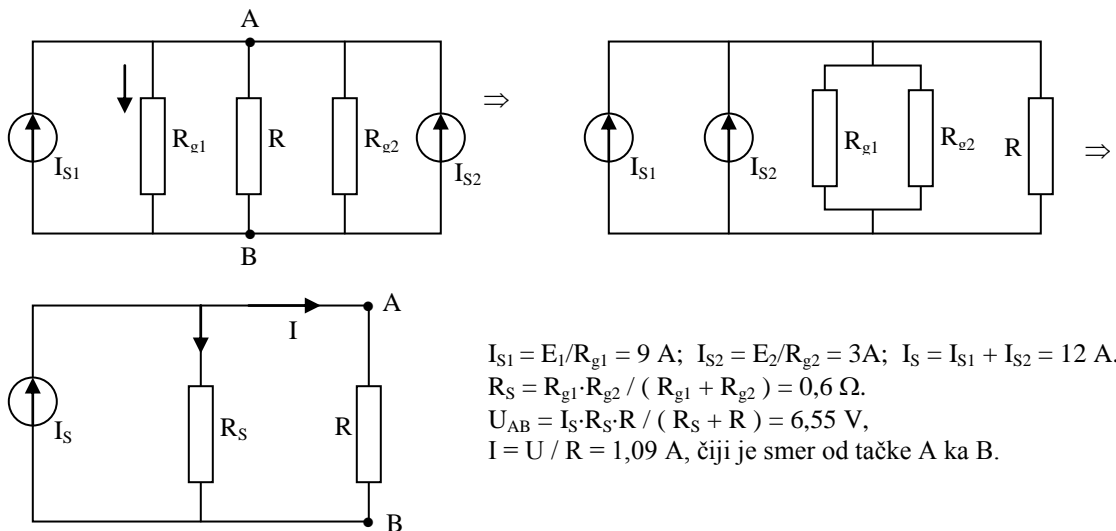 A
I_S1
R_g1
R
R_g2
I_S2
B
⇒
I_S1
I_S2
R_g1
R_g2
R
⇒
A
I
I_S
R_S
R
B
I_S1 = E_1/R_g1 = 9 A; I_S2 = E_2/R_g2 = 3A; I_S = I_S1 + I_S2 = 12 A.
R_S = R_g1·R_g2 / ( R_g1 + R_g2 ) = 0,6 Ω.
U_AB = I_S·R_S·R / ( R_S + R ) = 6,55 V,
I = U / R = 1,09 A, čiji je smer od tačke A ka B.